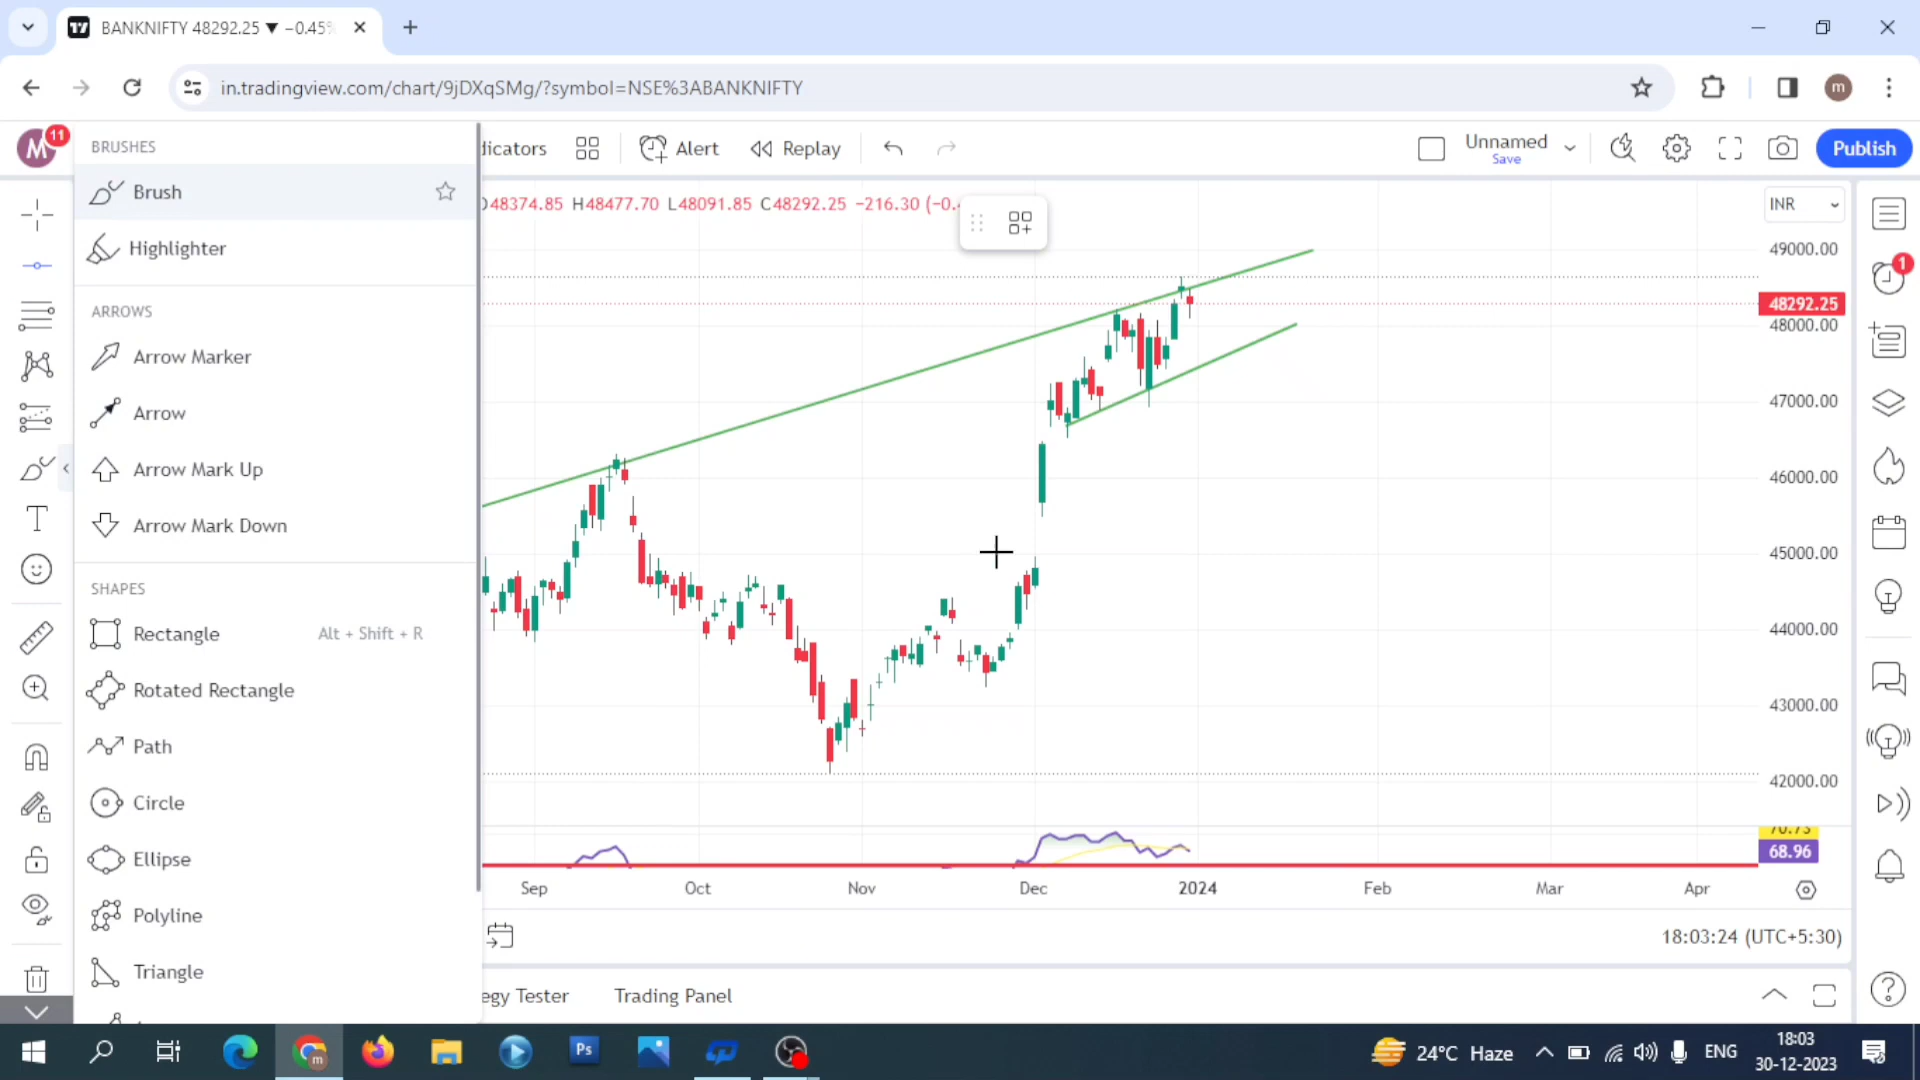 BANKNIFTY 48292.25 ▼ −0.45%
in.tradingview.com/chart/9jDXqSMg/?symbol=NSE%3ABANKNIFTY
m
M
11
dicators
Alert
Replay
Unnamed
Save
Publish
BRUSHES
Brush
Highlighter
ARROWS
Arrow Marker
Arrow
Arrow Mark Up
Arrow Mark Down
SHAPES
Rectangle Alt + Shift + R
Rotated Rectangle
Path
Circle
Ellipse
Polyline
Triangle
48374.85 H48477.70 L48091.85 C48292.25 −216.30
INR
49000.00
48292.25
48000.00
47000.00
46000.00
45000.00
44000.00
43000.00
42000.00
70.73
68.96
1
Sep Oct Nov Dec 2024 Feb Mar Apr
18:03:24 (UTC+5:30)
egy Tester Trading Panel
Ps
m
24°C Haze
ENG
18:03
30-12-2023